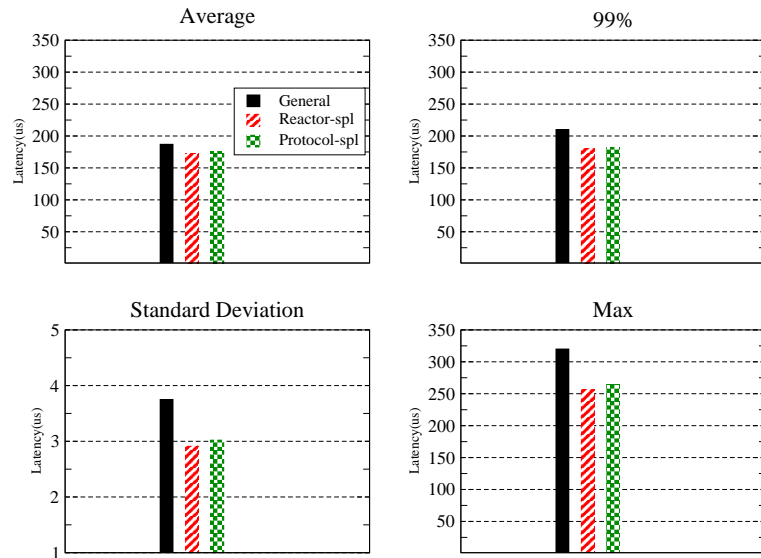 Average
350
300
250
200
150
100
50
Latency(us)
General
Reactor-spl
Protocol-spl
99%
350
300
250
200
150
100
50
Latency(us)
Standard Deviation
5
4
3
2
1
Latency(us)
Max
350
300
250
200
150
100
50
Latency(us)